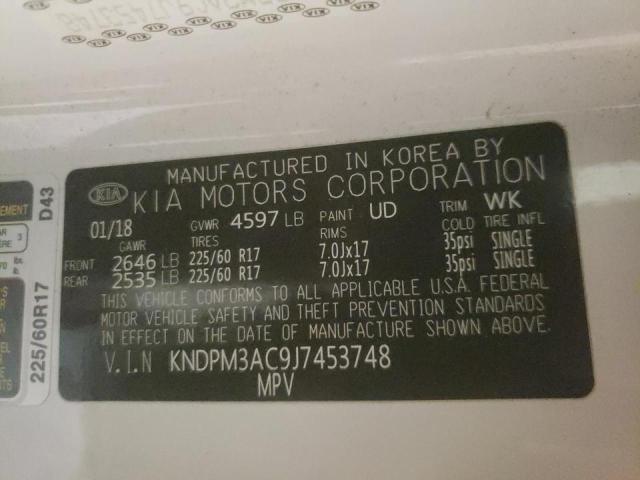 MANUFACTURED IN KOREA BY
KIA KIA MOTORS CORPORATION
01/18 GVWR 4597 LB PAINT UD TRIM WK
GAWR TIRES RIMS COLD TIRE INFL
FRONT 2646 LB 225/60 R17 7.0Jx17 35psi SINGLE
REAR 2535 LB 225/60 R17 7.0Jx17 35psi SINGLE
THIS VEHICLE CONFORMS TO ALL APPLICABLE U.S.A. FEDERAL
MOTOR VEHICLE SAFETY AND THEFT PREVENTION STANDARDS
IN EFFECT ON THE DATE OF MANUFACTURE SHOWN ABOVE.
V.I.N KNDPM3AC9J7453748
MPV
D43
225/60R17
3
lbs.